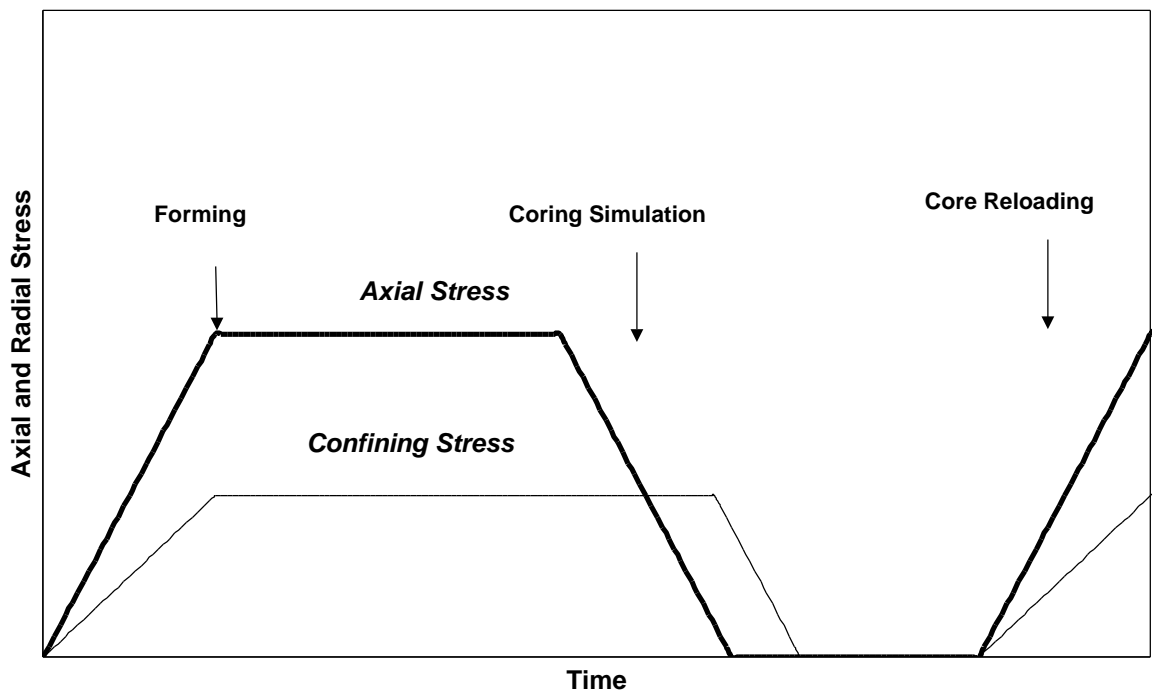 Core Reloading
Forming
Coring Simulation
Axial Stress
Confining Stress
Axial and Radial Stress
Time